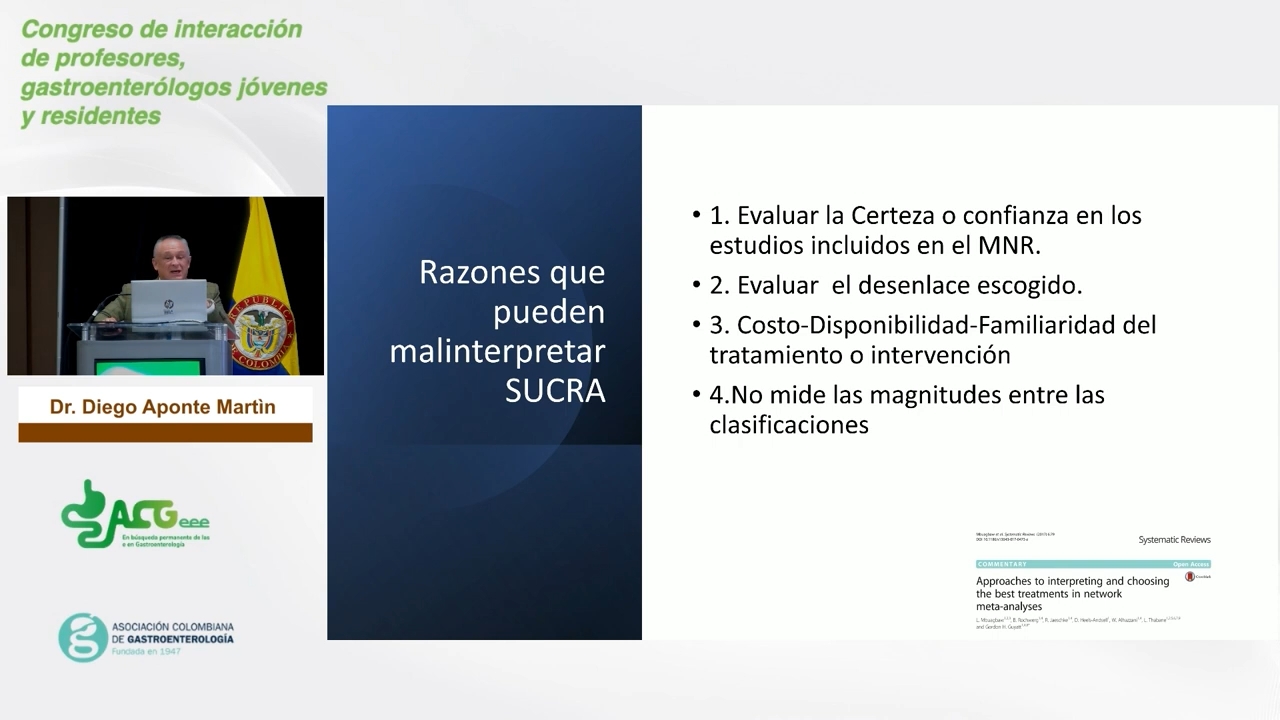 Congreso de interacción
de profesores,
gastroenterólogos jóvenes
y residentes
REPUBLICA
DE COLOMBIA
hp
Dr. Diego Aponte Martìn
ACGeee
En búsqueda permanente de las
e en Gastroenterología
ASOCIACIÓN COLOMBIANA
DE GASTROENTEROLOGÍA
Fundada en 1947
Razones que
pueden
malinterpretar
SUCRA
• 1. Evaluar la Certeza o confianza en los
estudios incluidos en el MNR.
• 2. Evaluar  el desenlace escogido.
• 3. Costo-Disponibilidad-Familiaridad del
tratamiento o intervención
• 4.No mide las magnitudes entre las
clasificaciones
Systematic Reviews
COMMENTARY
Open Access
Approaches to interpreting and choosing
the best treatments in network
meta-analyses